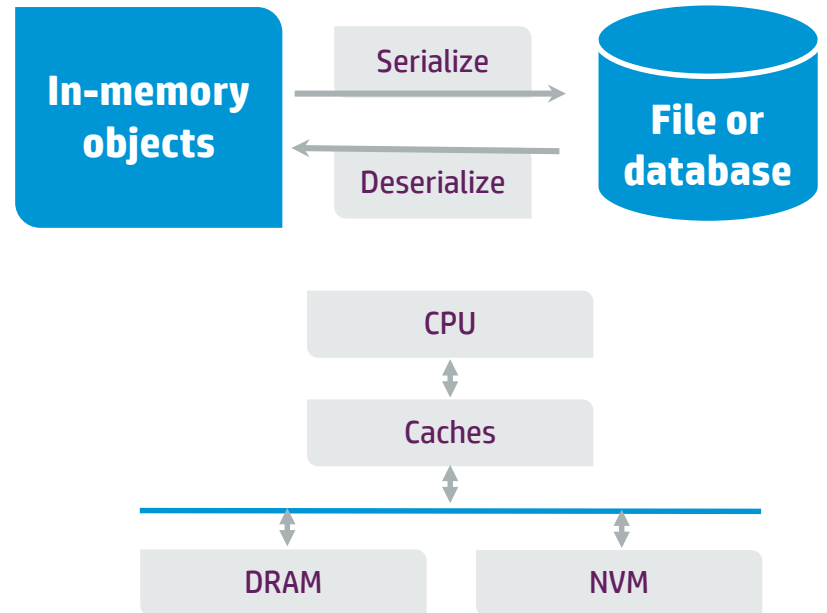 In-memory
objects
Serialize
Deserialize
File or
database
CPU
Caches
DRAM
NVM